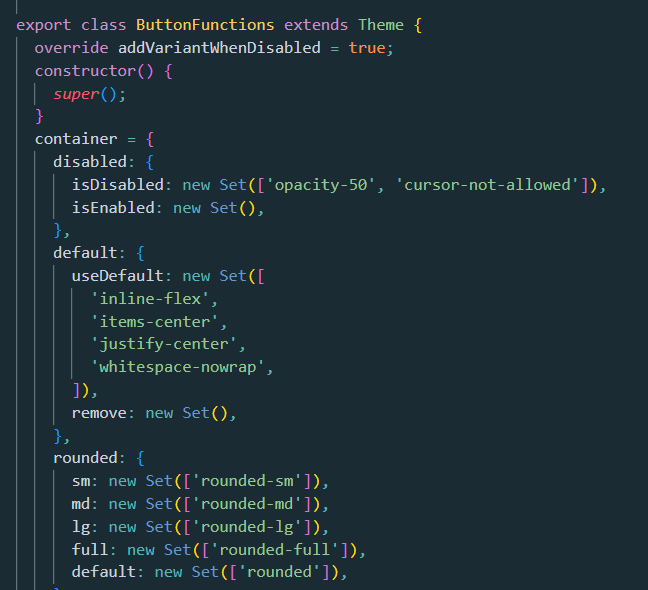 export class ButtonFunctions extends Theme {
override addVariantWhenDisabled = true;
constructor() {
super();
}
container = {
disabled: {
isDisabled: new Set(['opacity-50', 'cursor-not-allowed']),
isEnabled: new Set(),
},
default: {
useDefault: new Set([
'inline-flex',
'items-center',
'justify-center',
'whitespace-nowrap',
]),
remove: new Set(),
},
rounded: {
sm: new Set(['rounded-sm']),
md: new Set(['rounded-md']),
lg: new Set(['rounded-lg']),
full: new Set(['rounded-full']),
default: new Set(['rounded']),